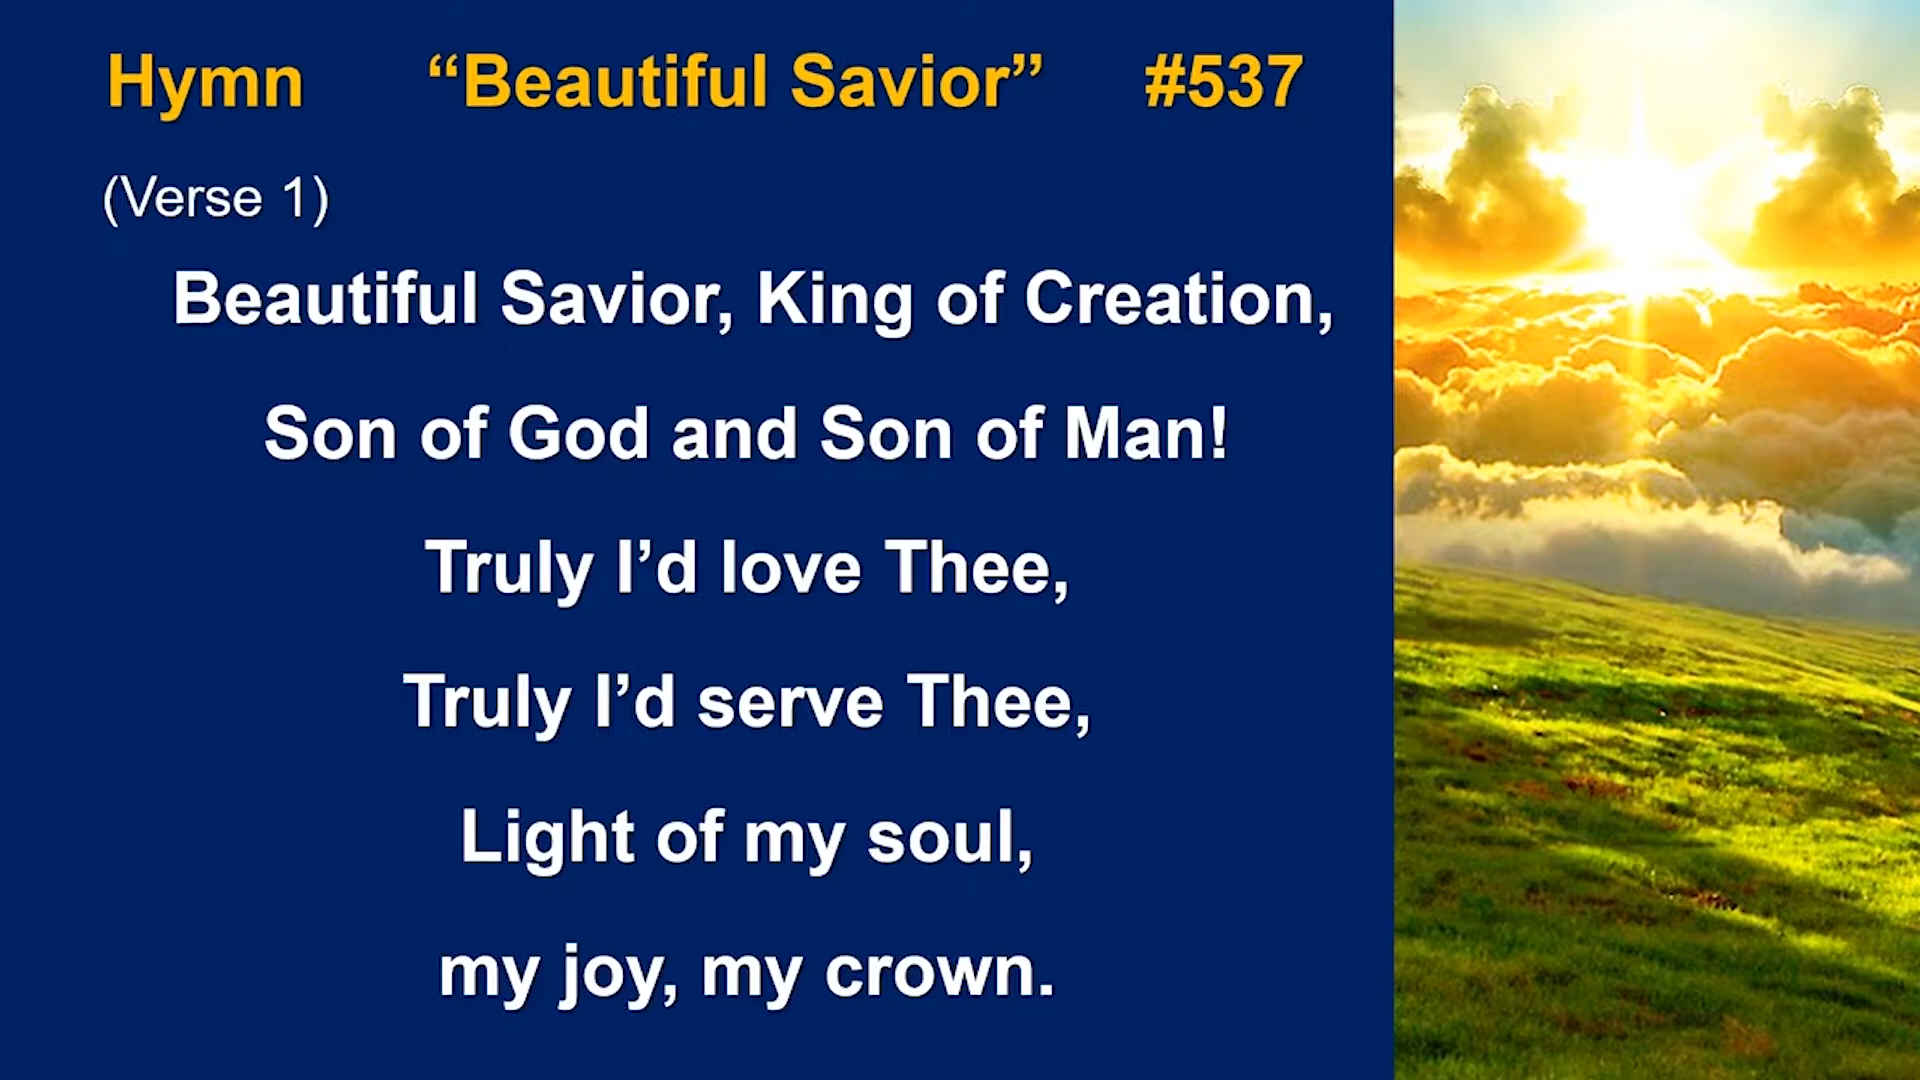 Hymn “Beautiful Savior” #537
(Verse 1)
Beautiful Savior, King of Creation,
Son of God and Son of Man!
Truly I’d love Thee,
Truly I’d serve Thee,
Light of my soul,
my joy, my crown.